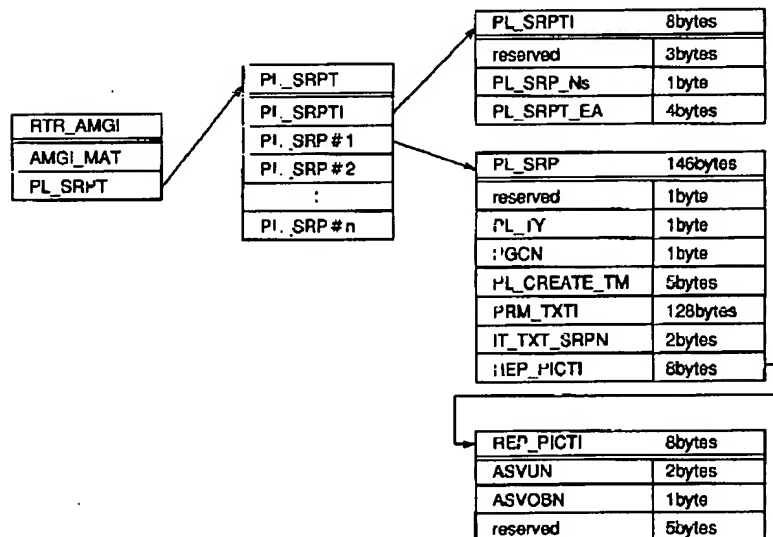 RTR_AMGI
AMGI_MAT
PL_SRPT
PL_SRPT
PL_SRPTI
PL_SRP #1
PL_SRP #2
:
PL_SRP #n
PL_SRPTI 8bytes
reserved 3bytes
PL_SRP_Ns 1byte
PL_SRPT_EA 4bytes
PL_SRP 146bytes
reserved 1byte
PL_TY 1byte
PGCN 1byte
PL_CREATE_TM 5bytes
PRM_TXTI 128bytes
IT_TXT_SRPN 2bytes
REP_PICTI 8bytes
REP_PICTI 8bytes
ASVUN 2bytes
ASVOBN 1byte
reserved 5bytes